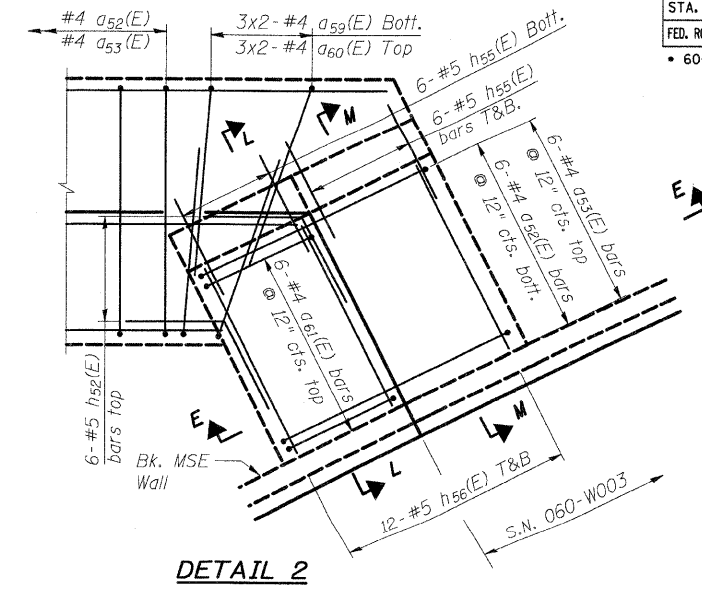 #4 a52(E)
#4 a53(E)
3x2-#4 a59(E) Bott.
3x2-#4 a60(E) Top
6-#5 h55(E) Bott.
6-#5 h55(E)
bars T&B.
STA.
FED. RO
• 60
L
M
E
6-#4 a53(E) bars
@ 12" cts. top
6-#4 a52(E) bars
@ 12" cts. bott.
6-#4 a61(E) bars
@ 12" cts. top
6-#5 h52(E)
bars top
E
Bk. MSE
Wall
M
L
12-#5 h56(E) T&B
S.N. 060-W003
DETAIL 2